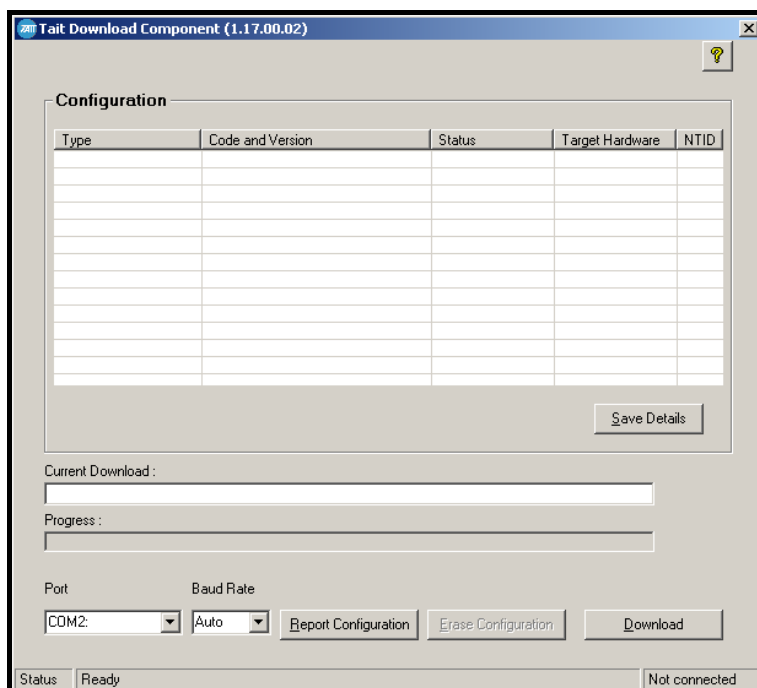 TAIT Tait Download Component (1.17.00.02)
?
Configuration
Type Code and Version Status Target Hardware NTID
Save Details
Current Download :
Progress :
Port Baud Rate
COM2: Auto Report Configuration Erase Configuration Download
Status Ready Not connected